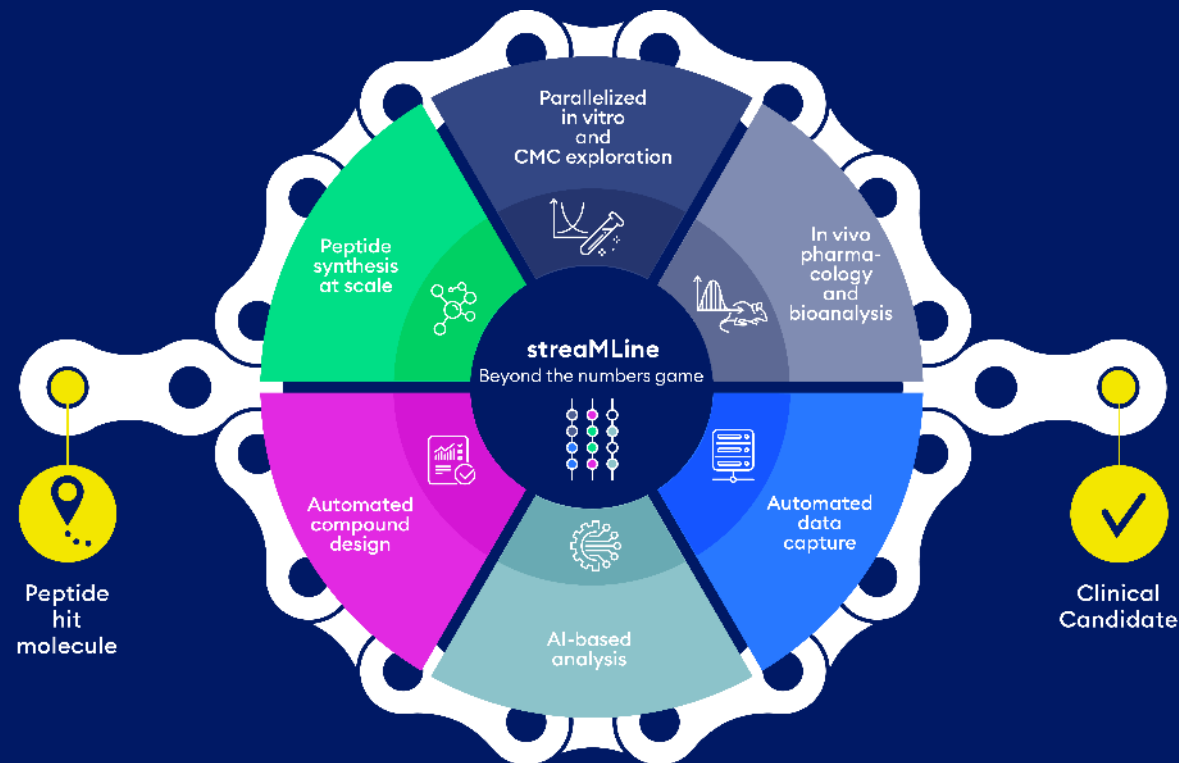 Parallelized
in vitro
and
CMC exploration
Peptide
synthesis
at scale
In vivo
pharma-
cology
and
bioanalysis
streaMLine
Beyond the numbers game
Automated
compound
design
Automated
data
capture
AI-based
analysis
Peptide
hit
molecule
Clinical
Candidate